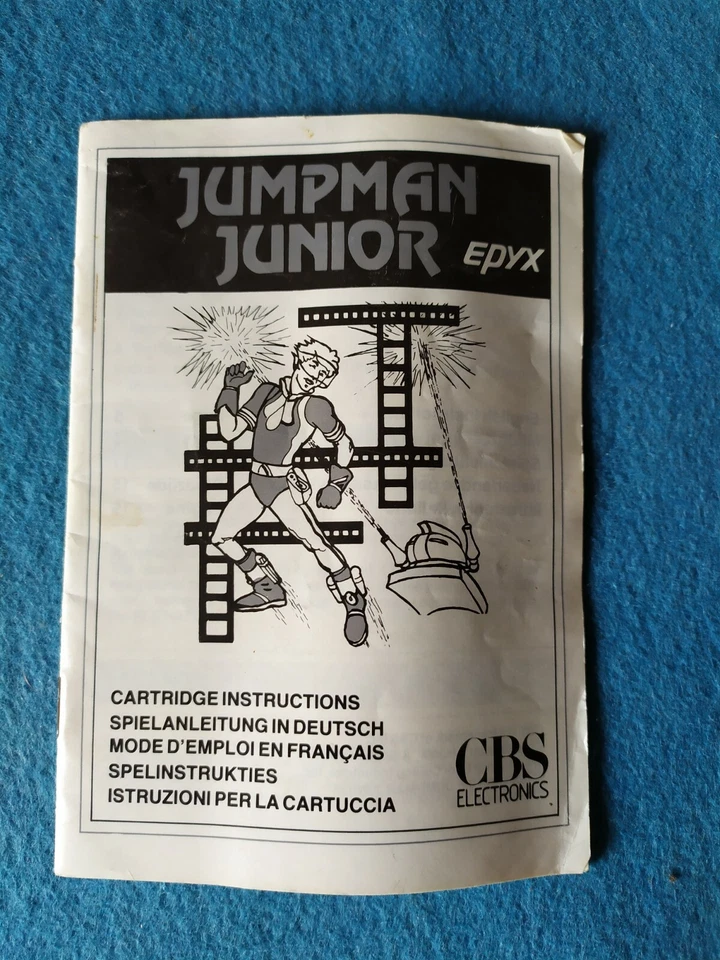 JUMPMAN
JUNIOR
EPYX
CARTRIDGE INSTRUCTIONS
SPIELANLEITUNG IN DEUTSCH
MODE D'EMPLOI EN FRANÇAIS
SPELINSTRUKTIES
ISTRUZIONI PER LA CARTUCCIA
CBS
ELECTRONICS